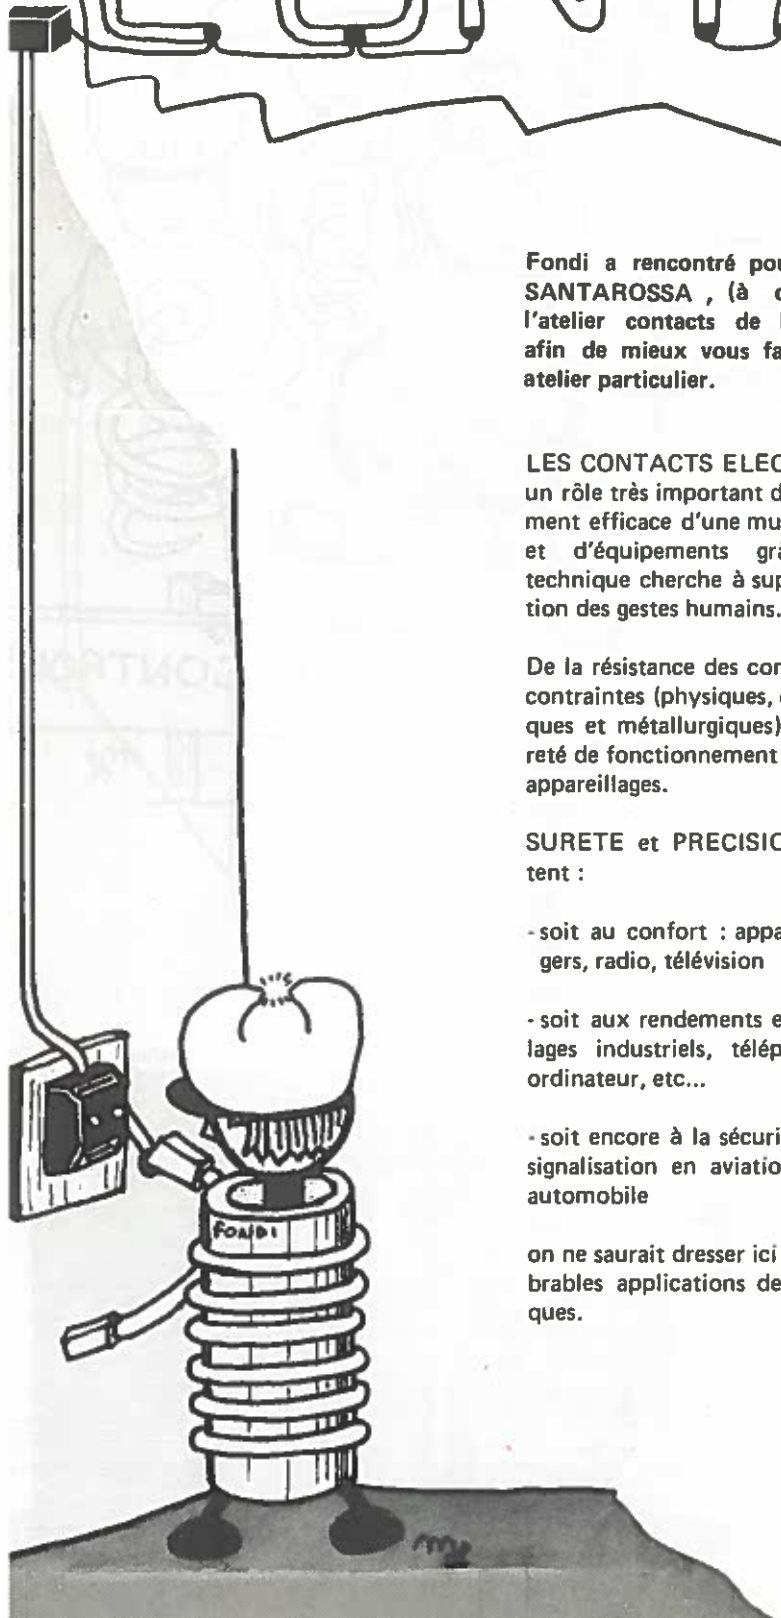 Fondi a rencontré pou
SANTAROSSA , (à c
l'atelier contacts de
afin de mieux vous fa
atelier particulier.
LES CONTACTS ELEC
un rôle très important d
ment efficace d'une mu
et d'équipements gr
technique cherche à sup
tion des gestes humains.
De la résistance des con
contraintes (physiques,
ques et métallurgiques)
reté de fonctionnement
appareillages.
SURETE et PRECISIO
tent :
- soit au confort : appa
gers, radio, télévision
- soit aux rendements e
lages industriels, télép
ordinateur, etc...
- soit encore à la sécuri
signalisation en aviatio
automobile
on ne saurait dresser ici
brables applications de
ques.
FONDI